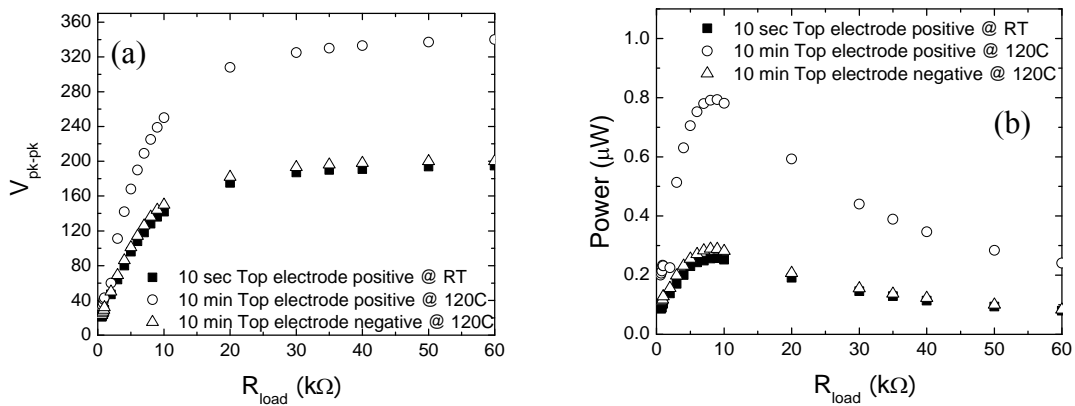 (a)
V pk-pk
360
320
280
240
200
160
120
80
40
0
10 sec Top electrode positive @ RT
10 min Top electrode positive @ 120C
10 min Top electrode negative @ 120C
0 10 20 30 40 50 60
R load (kΩ)
(b)
Power (μW)
1.0
0.8
0.6
0.4
0.2
0.0
10 sec Top electrode positive @ RT
10 min Top electrode positive @ 120C
10 min Top electrode negative @ 120C
0 10 20 30 40 50 60
R load (kΩ)